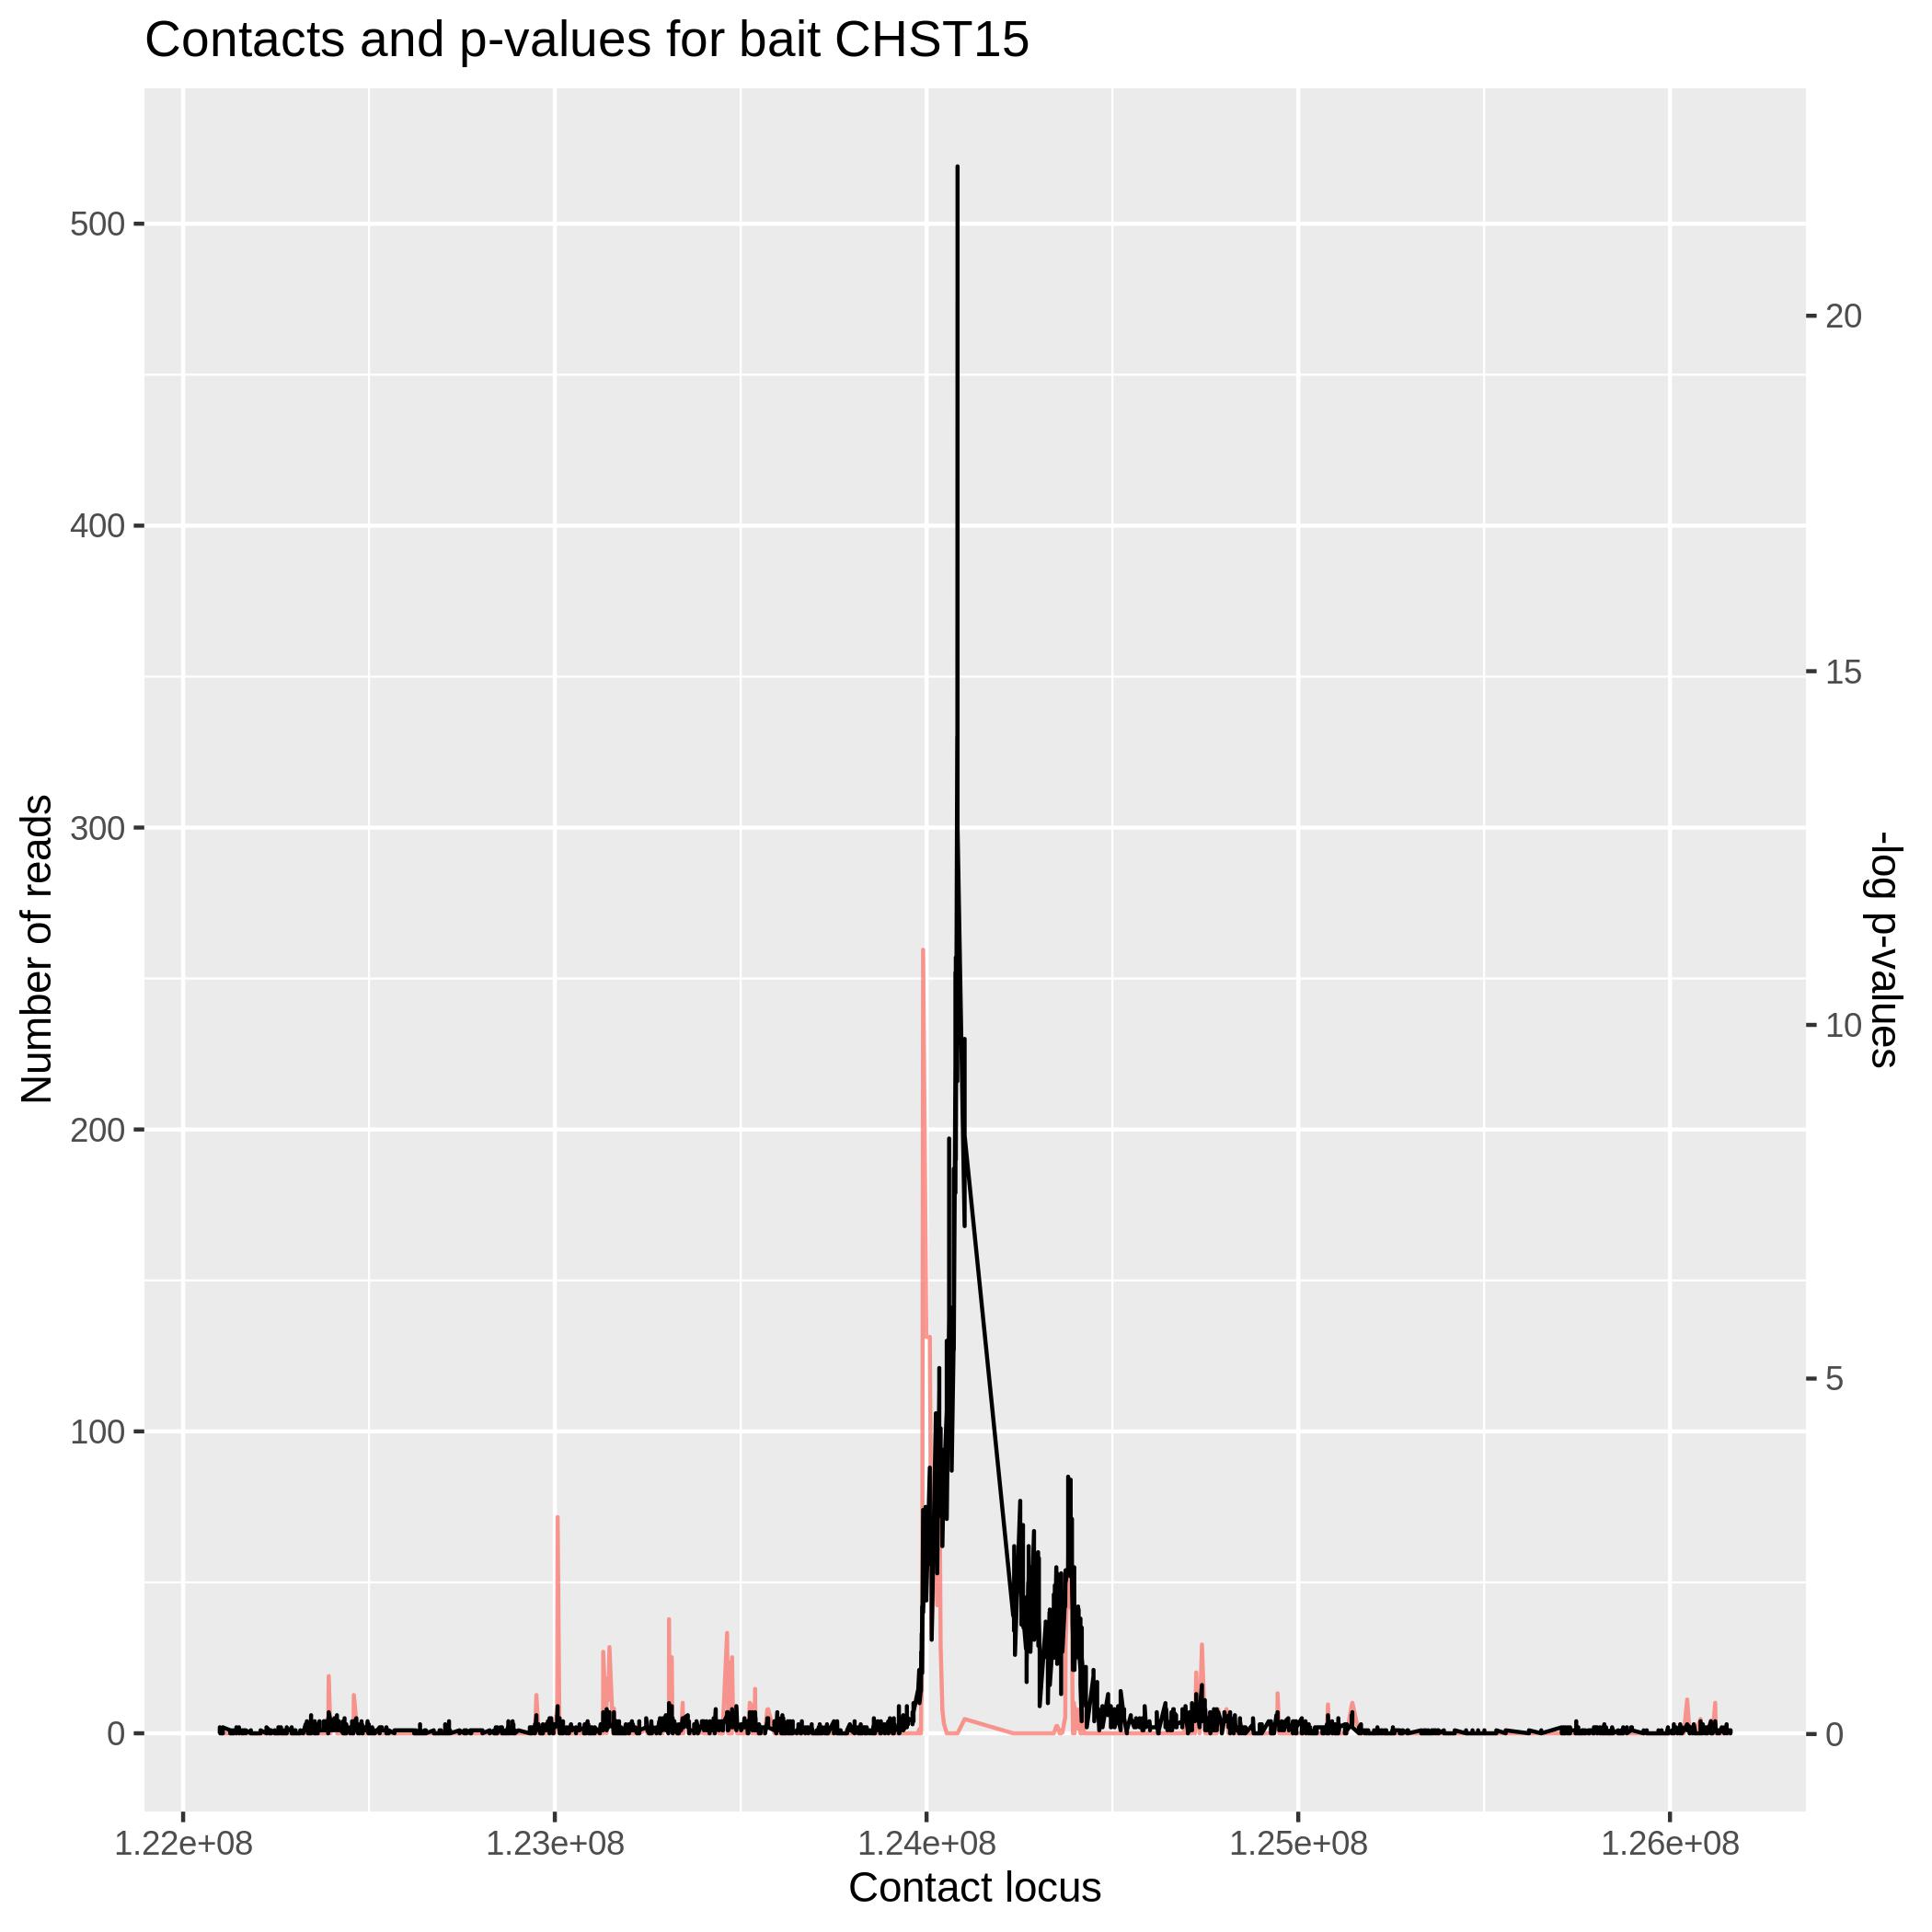 Contacts and p-values for bait CHST15
Number of reads
500
400
300
200
100
0
20
15
10
5
0
-log p-values
1.22e+08
1.23e+08
1.24e+08
1.25e+08
1.26e+08
Contact locus